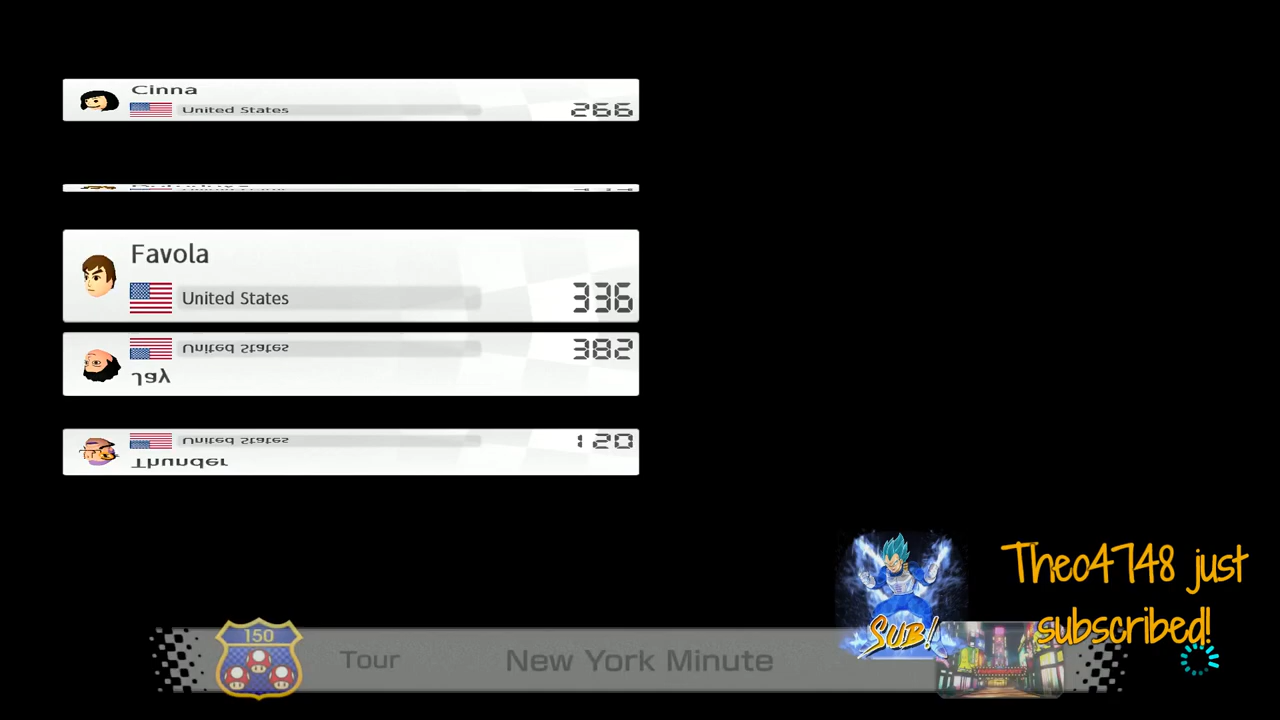 Cinna
United States
266
Favola
United States
336
United States
382
Jay
United States
150
Thunder
Theo4748 just
subscribed!
SUB!
150
Tour
New York Minute